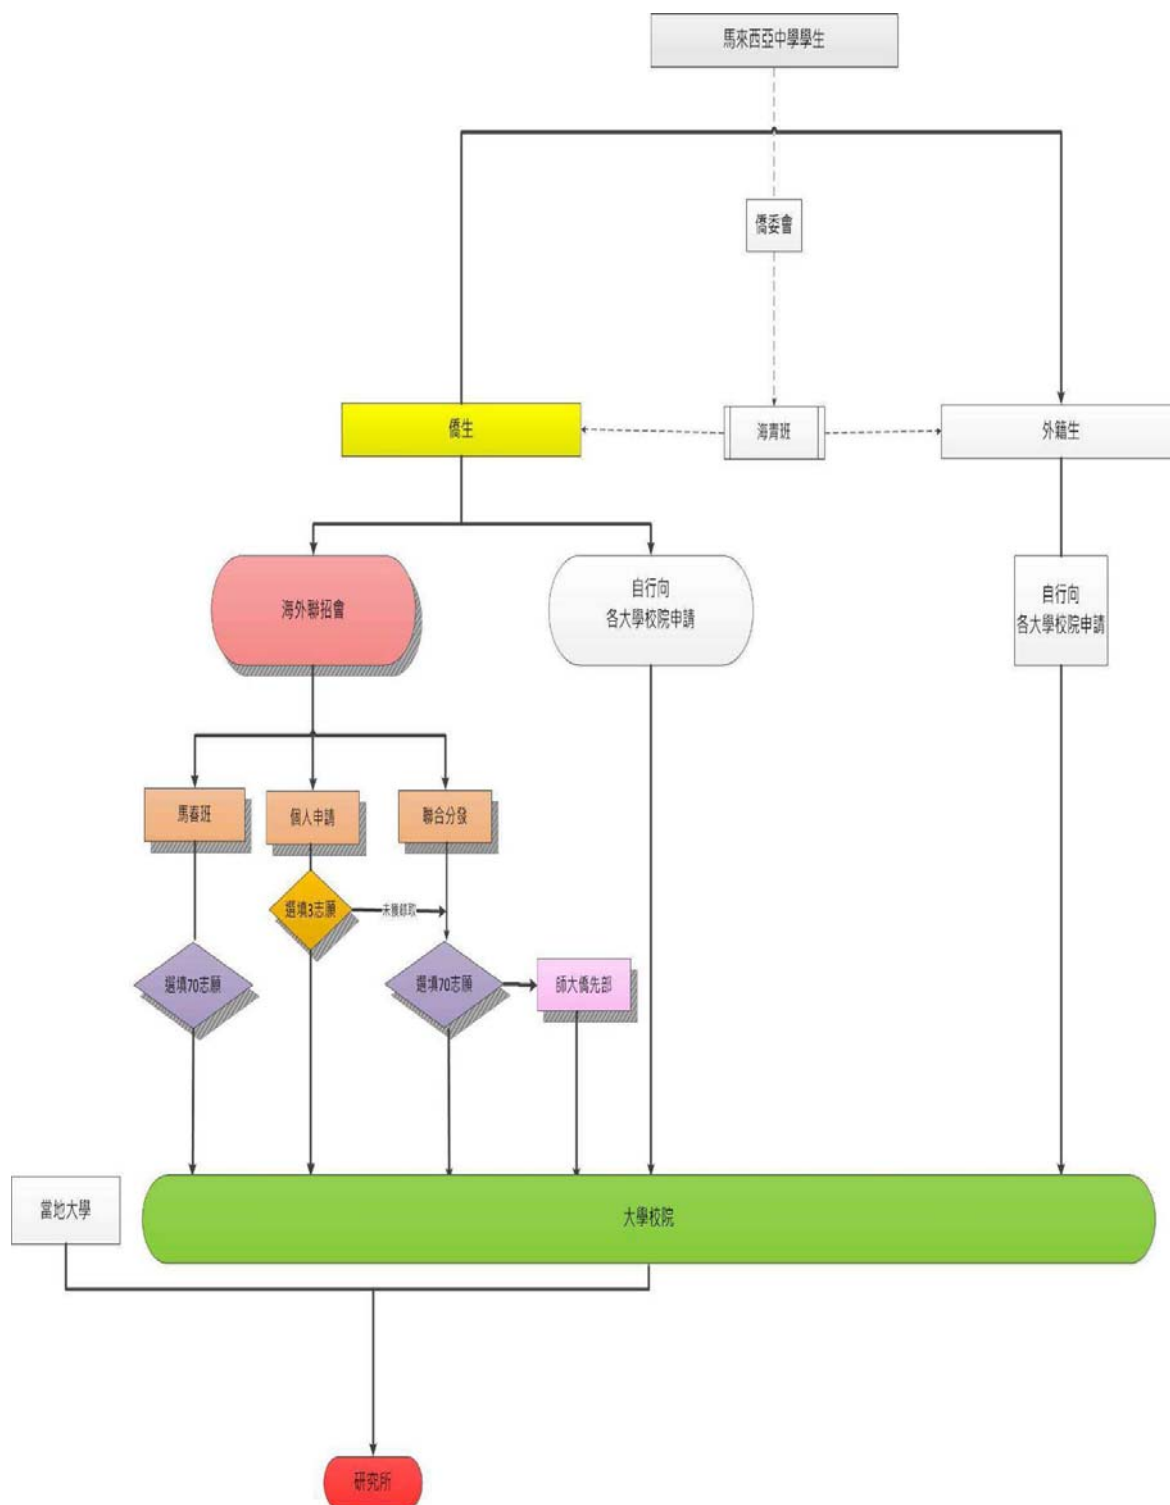 馬來西亞中學學生
僑委會
僑生
海青班
外籍生
海外聯招會
自行向
各大學校院申請
自行向
各大學校院申請
馬春班
個人申請
聯合分發
選填3志願
未獲錄取
選填70志願
選填70志願
師大僑先部
當地大學
大學校院
研究所